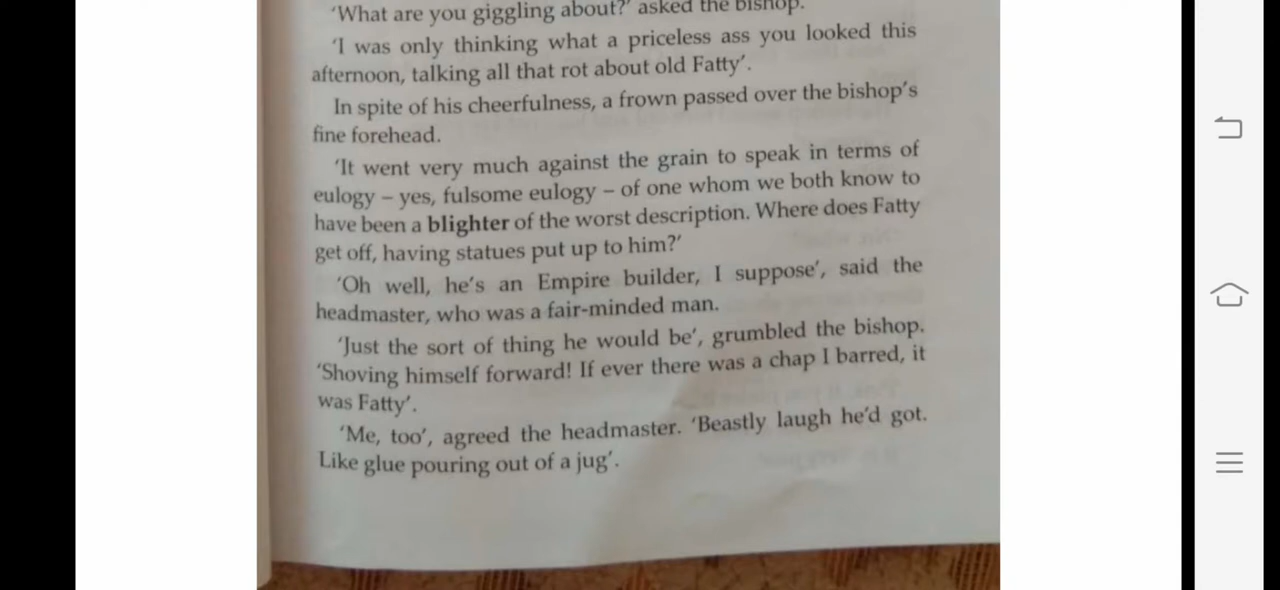 ‘What are you giggling about?’ asked the bishop.
‘I was only thinking what a priceless ass you looked this
afternoon, talking all that rot about old Fatty’.
In spite of his cheerfulness, a frown passed over the bishop’s
fine forehead.
‘It went very much against the grain to speak in terms of
eulogy – yes, fulsome eulogy – of one whom we both know to
have been a blighter of the worst description. Where does Fatty
get off, having statues put up to him?’
‘Oh well, he’s an Empire builder, I suppose’, said the
headmaster, who was a fair-minded man.
‘Just the sort of thing he would be’, grumbled the bishop.
‘Shoving himself forward! If ever there was a chap I barred, it
was Fatty’.
‘Me, too’, agreed the headmaster. ‘Beastly laugh he’d got.
Like glue pouring out of a jug’.